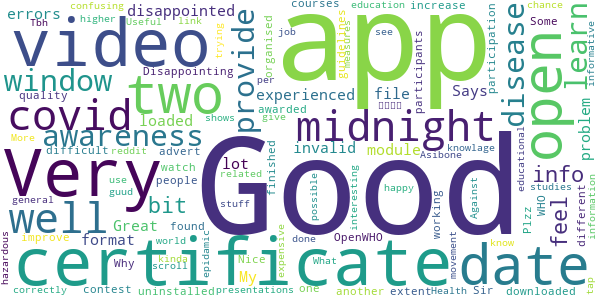 errors confusing higher Useful link courses education increase Some chance
Tbh disappointed trying organised job measures guidelines see
video app open learn informative
window two provide Disappointing per awarded give participants participation disease
quality loaded experienced file Says problem
covid More reddit advert shows midnight
awareness lot invalid educational
difficult watch finished module Asibone knowlage info
Very Good
use people related possible interesting happy Against studies
general guud stuff
well bit Great found working feel Plzz WHO different information
hazardous improve format world epidamic done OpenWHO movement
certificate date
Why kinda scroll Nice expensive What know
contest My one another extent Health Sir downloaded tap
correctly uninstalled presentations